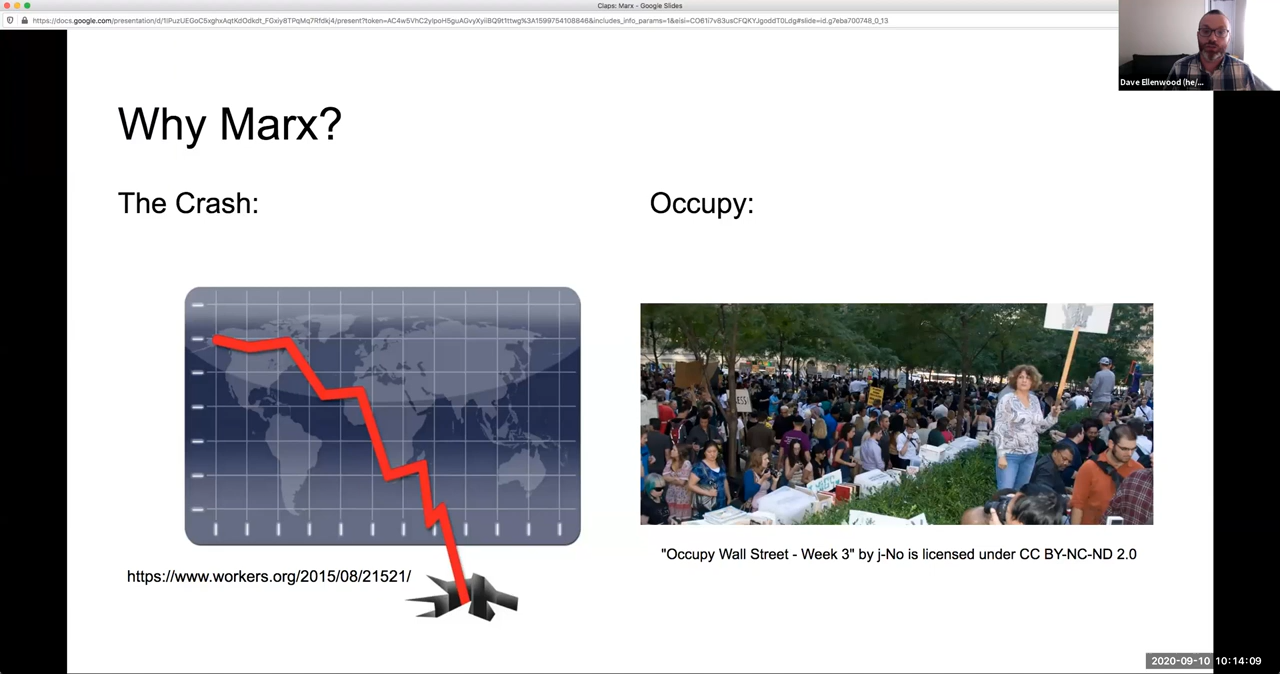 Claps: Marx - Google Slides
Dave Ellenwood (he/...
Why Marx?
The Crash:
Occupy:
https://www.workers.org/2015/08/21521/
"Occupy Wall Street - Week 3" by j-No is licensed under CC BY-NC-ND 2.0
2020-09-10 10:14:09